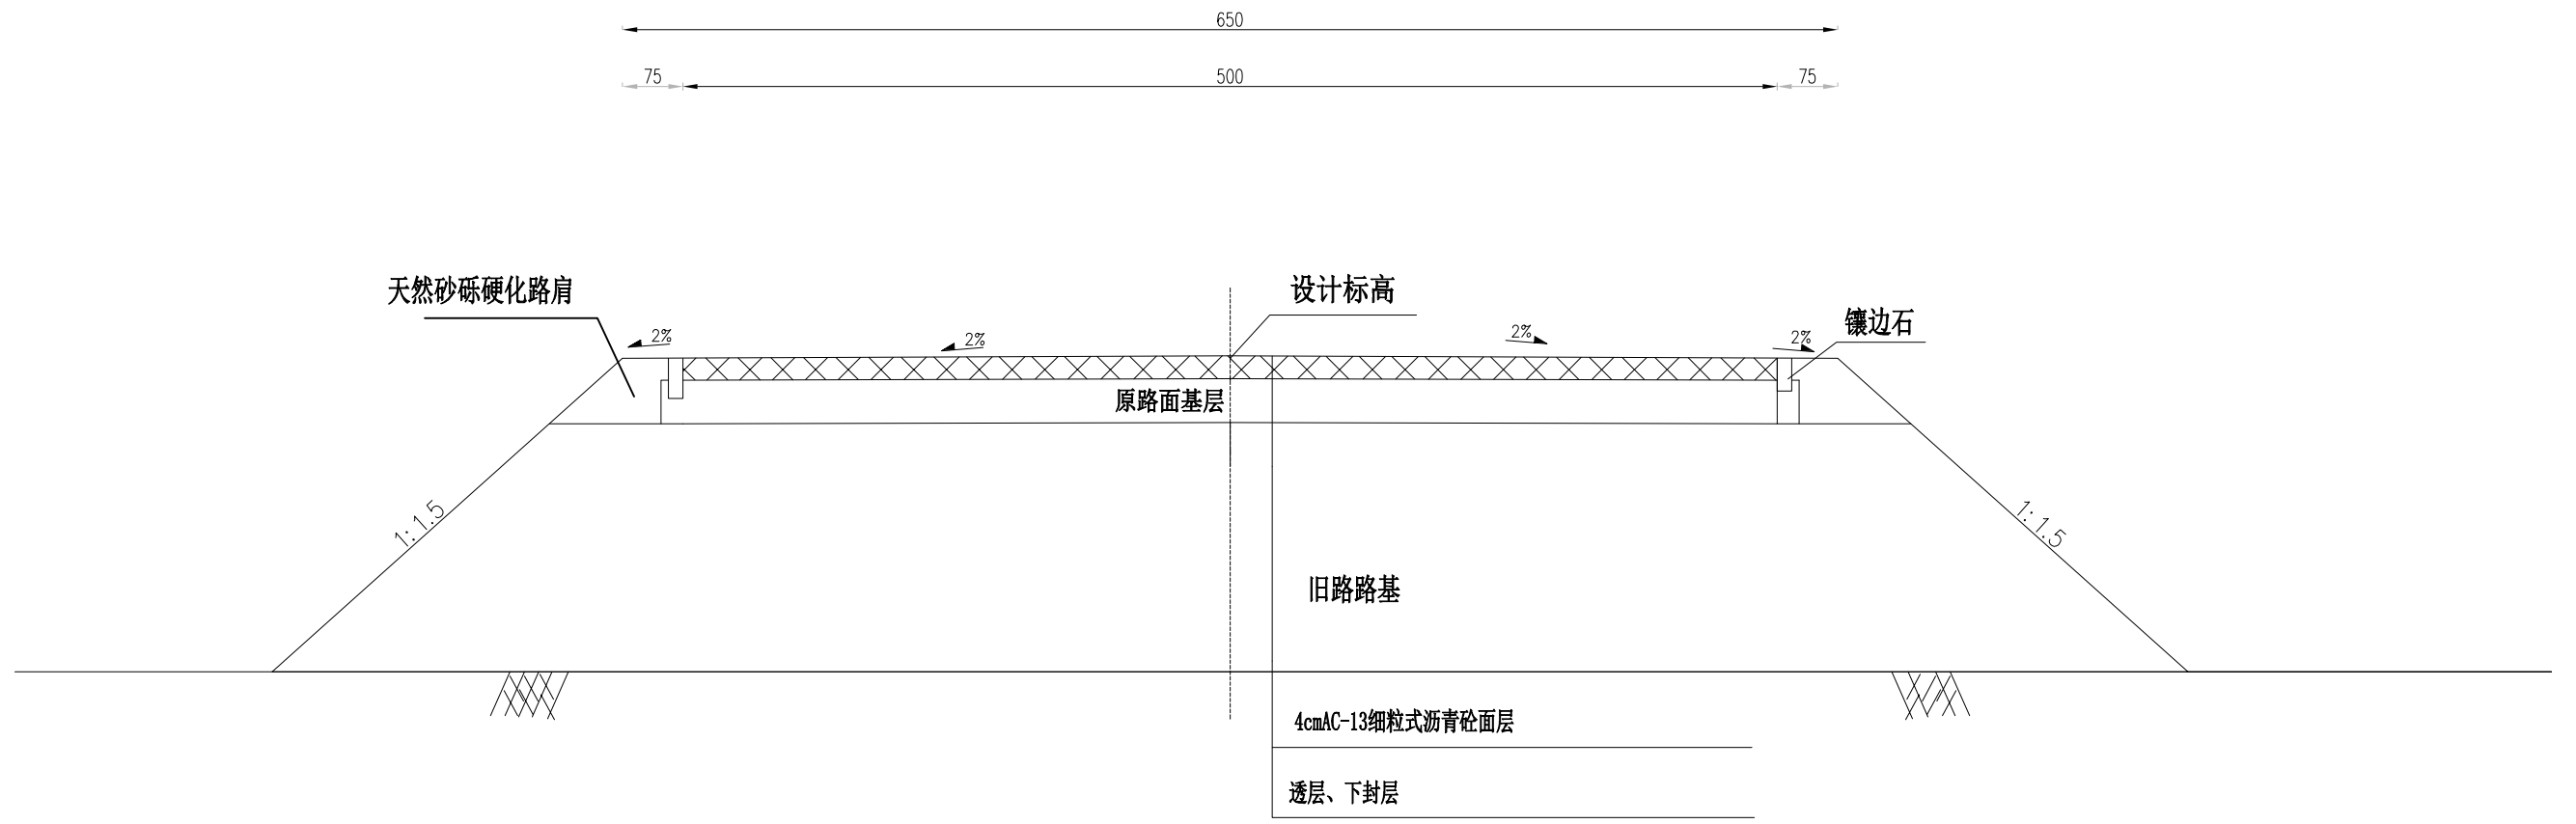 650
75
500
75
天然砂砾硬化路肩
设计标高
镶边石
2%
2%
2%
2%
原路面基层
1:1.5
1:1.5
旧路路基
4cmAC-13细粒式沥青砼面层
透层、下封层